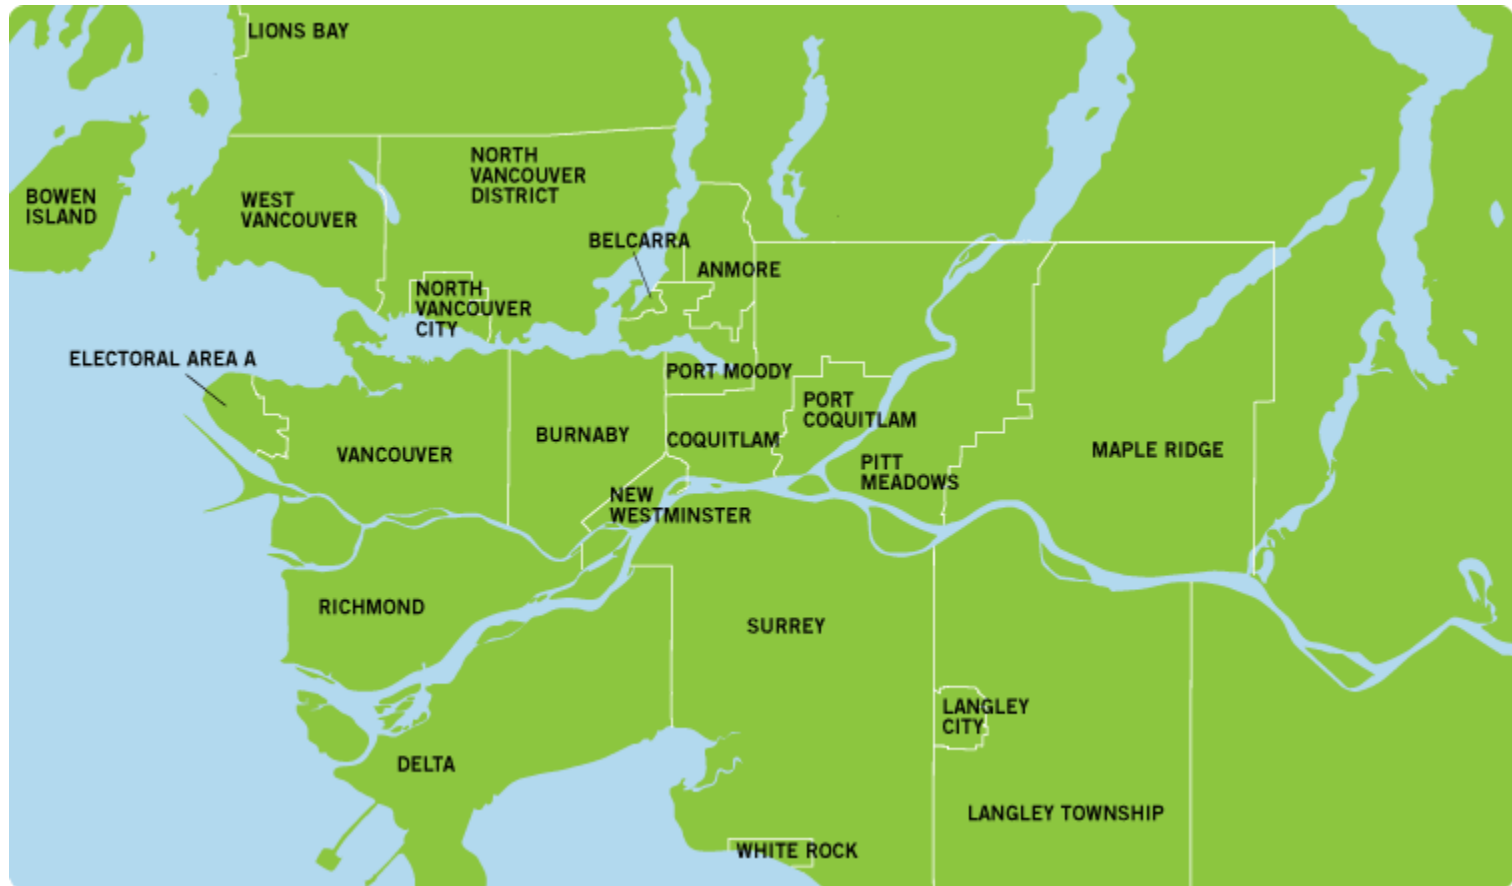 LIONS BAY
NORTH
VANCOUVER
DISTRICT
BOWEN
ISLAND
WEST
VANCOUVER
BELCARRA
ANMORE
NORTH
VANCOUVER
CITY
ELECTORAL AREA A
PORT MOODY
PORT
COQUITLAM
VANCOUVER
BURNABY
COQUITLAM
MAPLE RIDGE
PITT
MEADOWS
NEW
WESTMINSTER
RICHMOND
SURREY
LANGLEY
CITY
DELTA
LANGLEY TOWNSHIP
WHITE ROCK